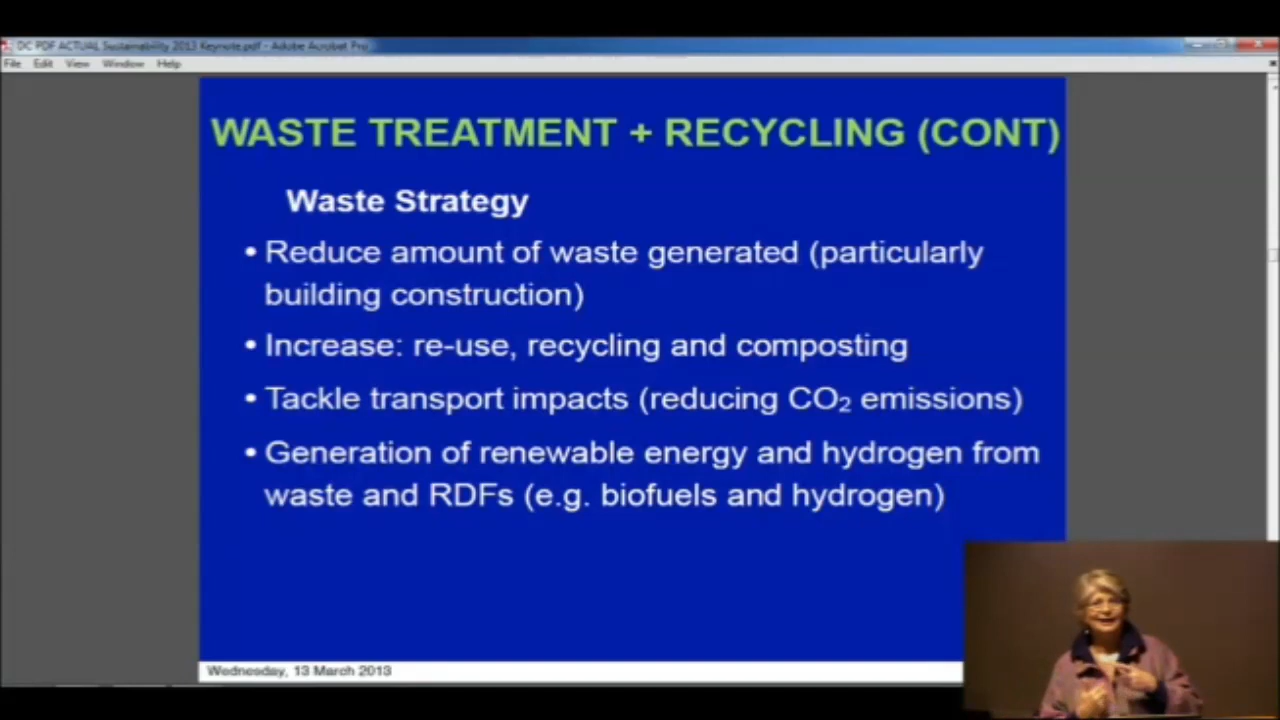 DC PDF ACTUAL Sustainability 2013 Keynote.pdf - Adobe Acrobat Pro
File Edit View Window Help
WASTE TREATMENT + RECYCLING (CONT)
Waste Strategy
• Reduce amount of waste generated (particularly
building construction)
• Increase: re-use, recycling and composting
• Tackle transport impacts (reducing CO₂ emissions)
• Generation of renewable energy and hydrogen from
waste and RDFs (e.g. biofuels and hydrogen)
Wednesday, 13 March 2013